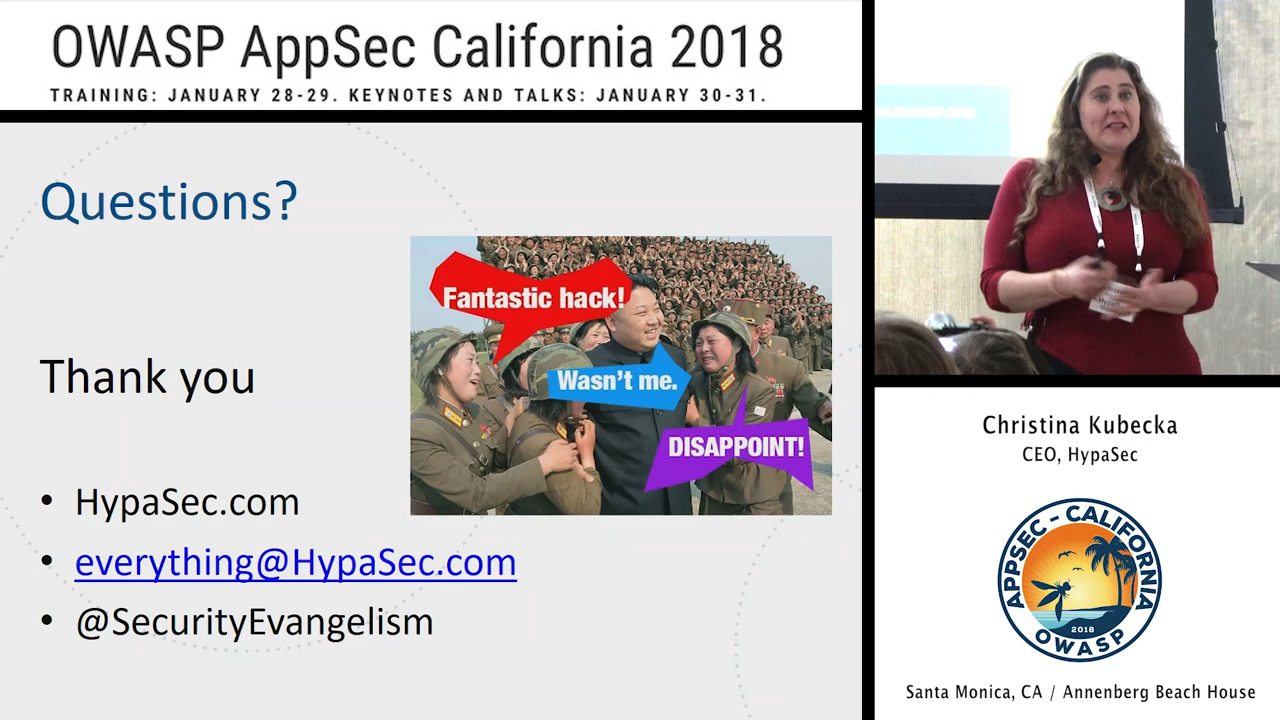 OWASP AppSec California 2018
TRAINING: JANUARY 28-29. KEYNOTES AND TALKS: JANUARY 30-31.
Questions?
Fantastic hack!
Wasn't me.
DISAPPOINT!
Thank you
• HypaSec.com
• everything@HypaSec.com
• @SecurityEvangelism
Christina Kubecka
CEO, HypaSec
APPSEC - CALIFORNIA
2018
OWASP
Santa Monica, CA / Annenberg Beach House